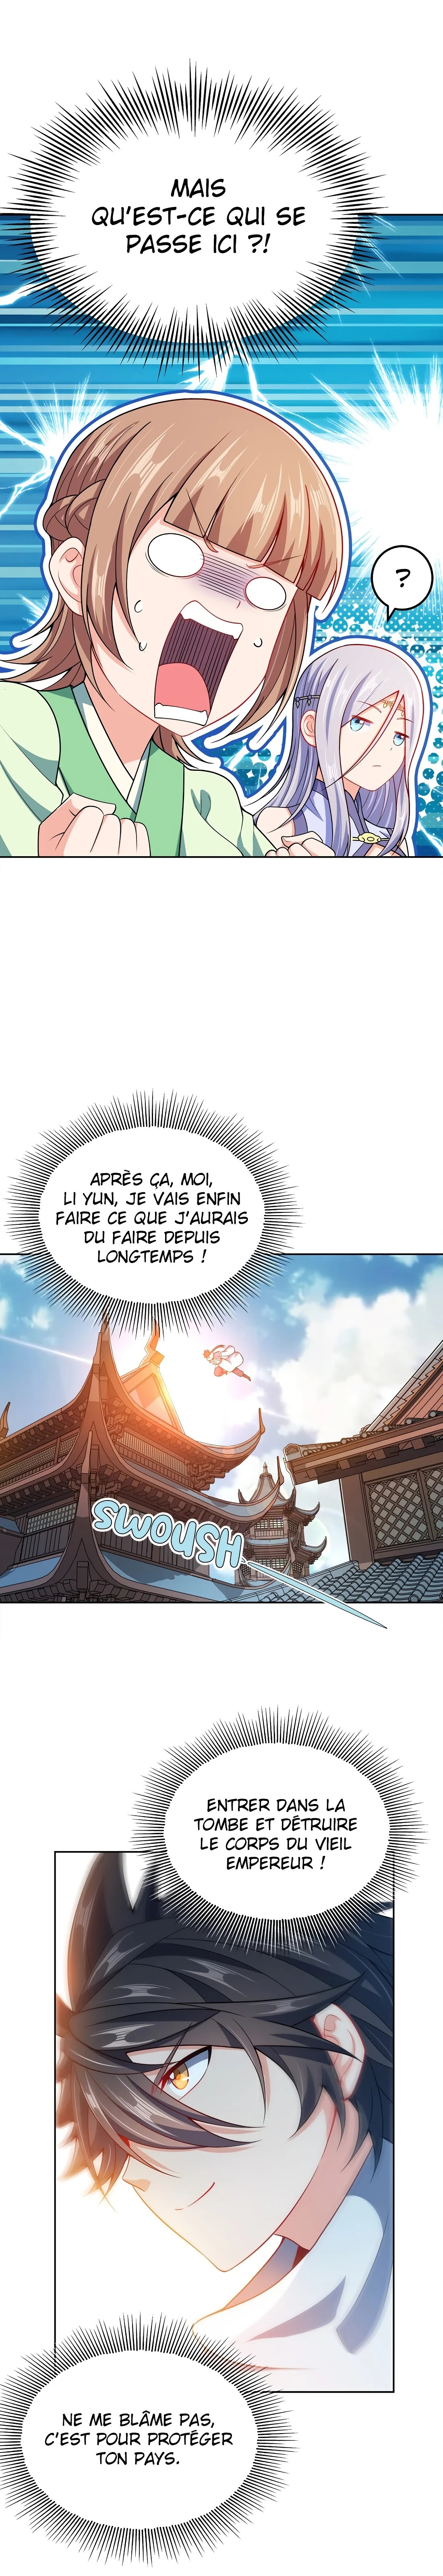 MAIS
QU'EST-CE QUI SE
PASSE ICI ?!
?
APRÈS ÇA, MOI,
LI YUN, JE VAIS ENFIN
FAIRE CE QUE J'AURAIS
DU FAIRE DEPUIS
LONGTEMPS !
SWOUSH
ENTRER DANS LA
TOMBE ET DÉTRUIRE
LE CORPS DU VIEIL
EMPEREUR !
NE ME BLÂME PAS,
C'EST POUR PROTÉGER
TON PAYS.